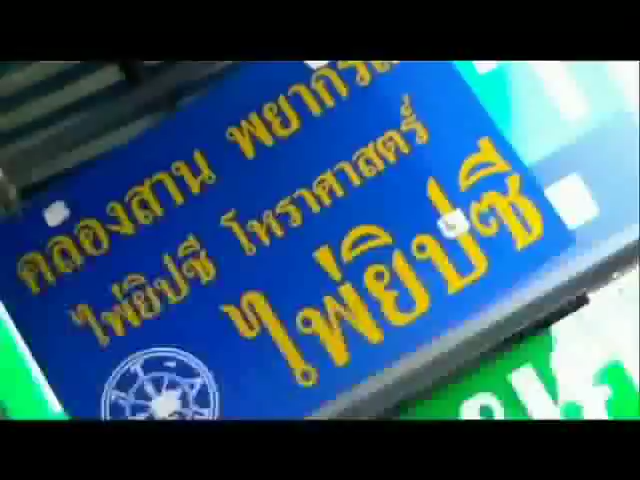 คลองสาน พยากรณ์
ไพ่ยิปซี โหราศาสตร์
ไพ่ยิปซี